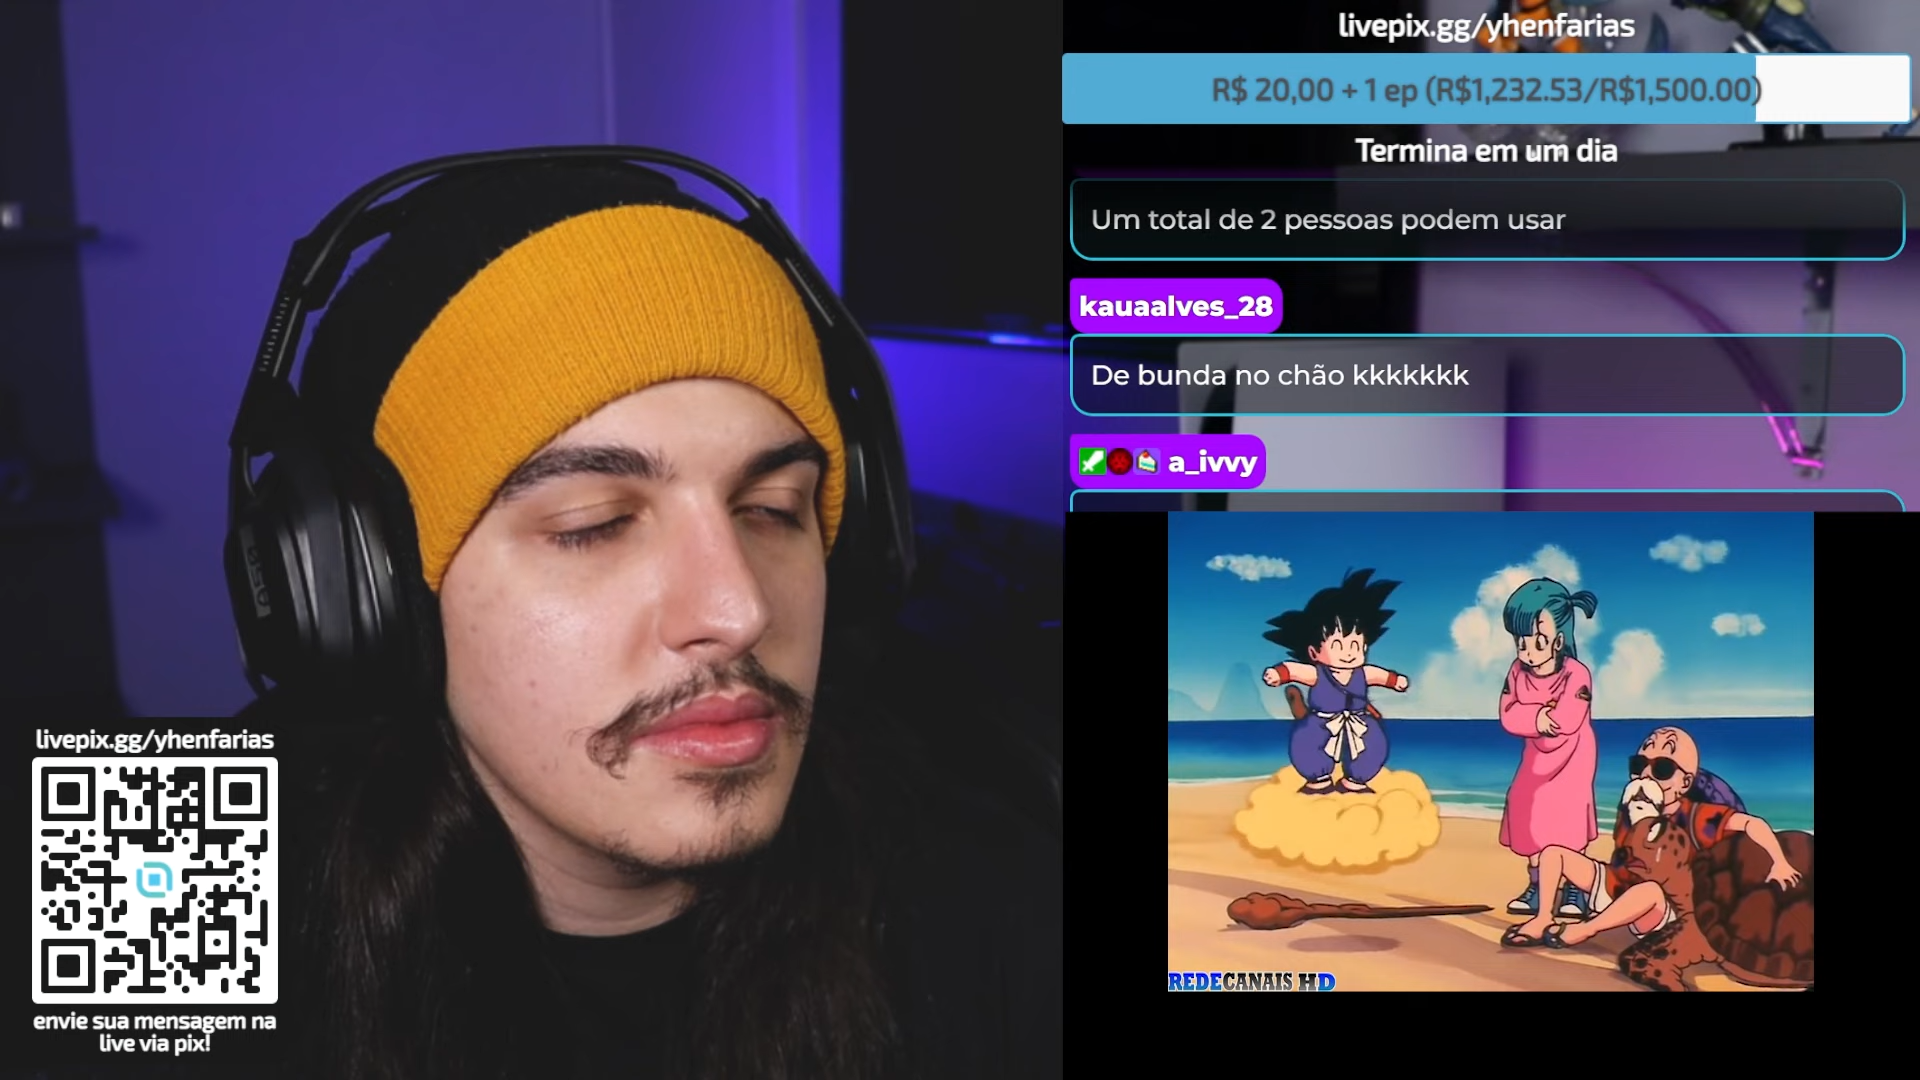 livepix.gg/yhenfarias
R$ 20,00 + 1 ep (R$1,232.53/R$1,500.00)
Termina em um dia
Um total de 2 pessoas podem usar
kauaalves_28
De bunda no chão kkkkkkk
a_ivvy
REDECANAIS HD
livepix.gg/yhenfarias
envie sua mensagem na
live via pix!